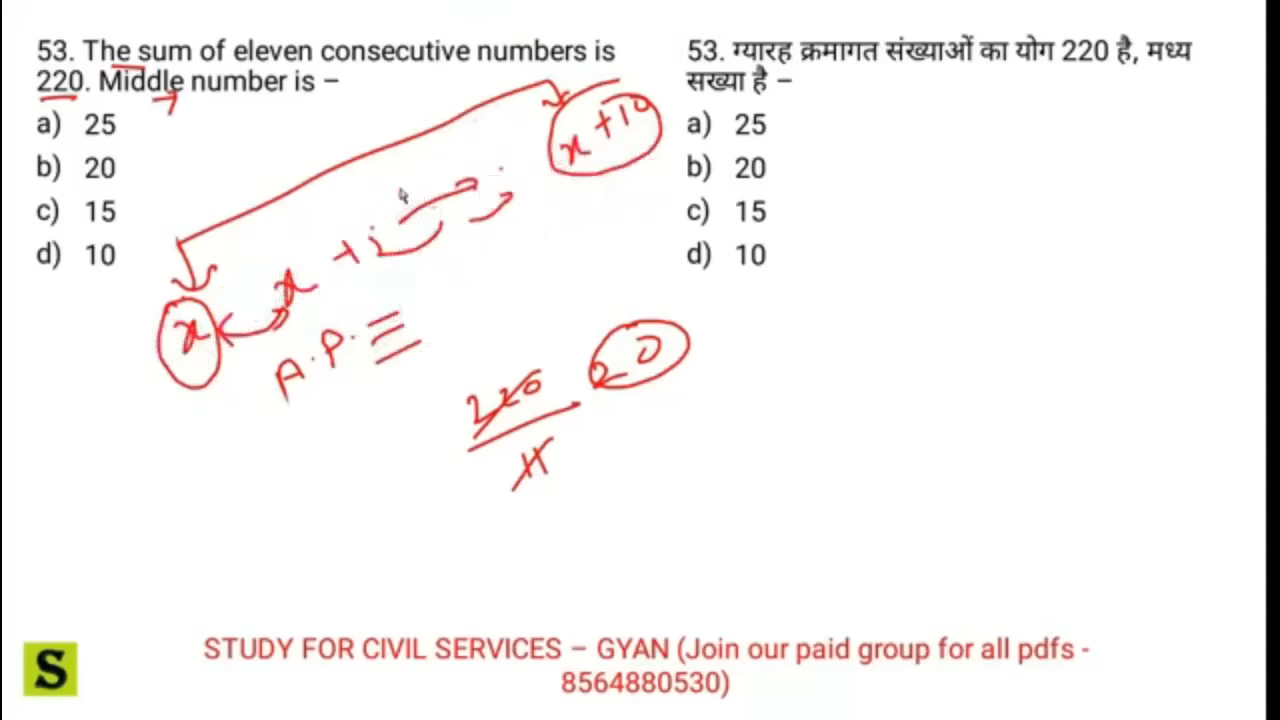 53. The sum of eleven consecutive numbers is
220. Middle number is –
a) 25
b) 20
c) 15
d) 10
53. ग्यारह क्रमागत संख्याओं का योग 220 है, मध्य
सख्या है –
a) 25
b) 20
c) 15
d) 10
x + 10
x + 1
x
A.P.
220
11
20
S
STUDY FOR CIVIL SERVICES – GYAN (Join our paid group for all pdfs -
8564880530)